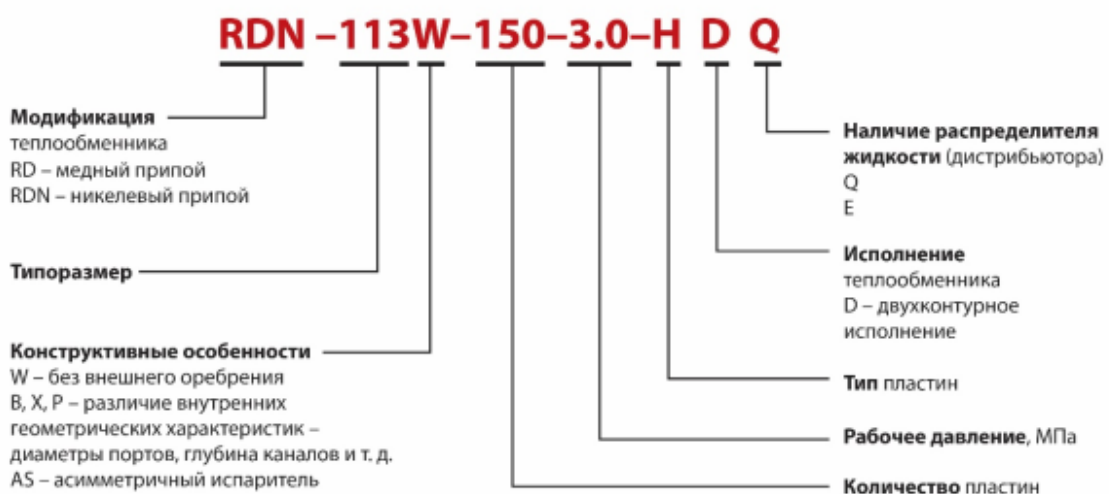 RDN –113W–150–3.0–H D Q
Модификация
теплообменника
RD – медный припой
RDN – никелевый припой
Типоразмер
Конструктивные особенности
W – без внешнего оребрения
B, X, P – различие внутренних
геометрических характеристик –
диаметры портов, глубина каналов и т. д.
AS – асимметричный испаритель
Наличие распределителя
жидкости (дистрибьютора)
Q
E
Исполнение
теплообменника
D – двухконтурное
исполнение
Тип пластин
Рабочее давление, МПа
Количество пластин